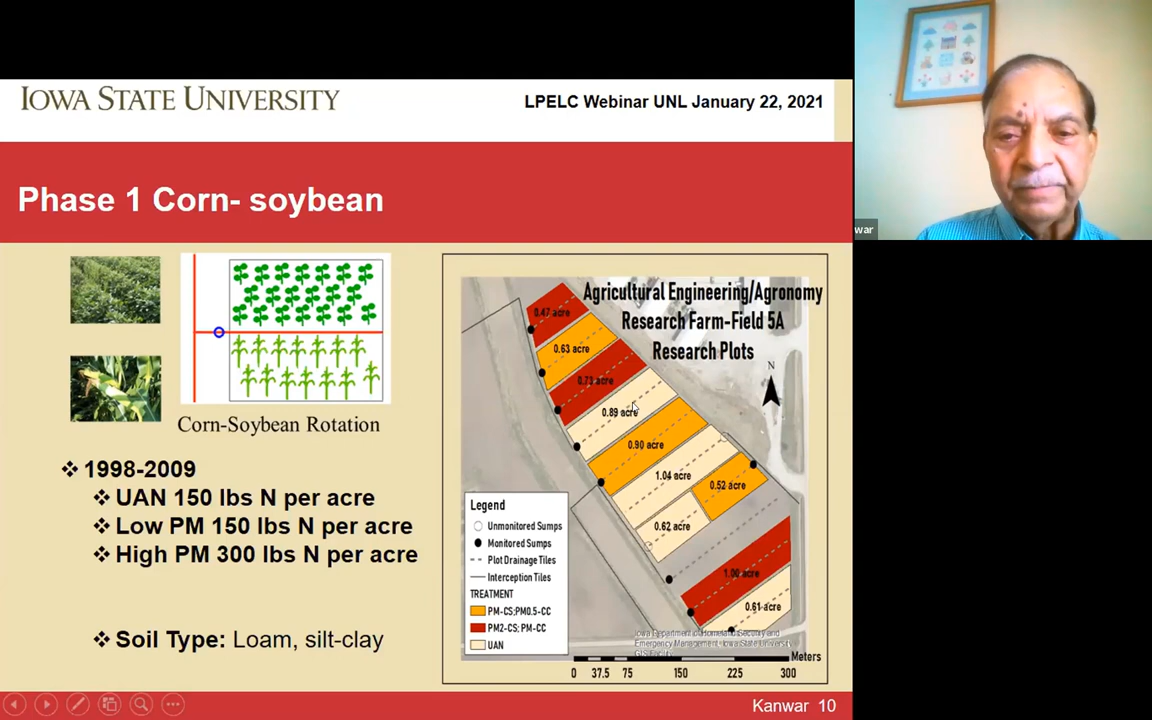 IOWA STATE UNIVERSITY
LPELC Webinar UNL January 22, 2021
Phase 1 Corn- soybean
war
Corn-Soybean Rotation
❖ 1998-2009
❖ UAN 150 lbs N per acre
❖ Low PM 150 lbs N per acre
❖ High PM 300 lbs N per acre
❖ Soil Type: Loam, silt-clay
Agricultural Engineering/Agronomy
Research Farm-Field 5A
Research Plots
N
0.47 acre
0.63 acre
0.73 acre
0.89 acre
0.90 acre
1.04 acre
0.52 acre
0.62 acre
1.00 acre
0.61 acre
Legend
Unmonitored Sumps
Monitored Sumps
Plot Drainage Tiles
Interception Tiles
TREATMENT
PM-CS;PM0.5-CC
PM2-CS; PM-CC
UAN
Iowa Department of Homeland Security and
Emergency Management - Iowa State University
GIS Facility
Meters
0 37.5 75 150 225 300
Kanwar 10